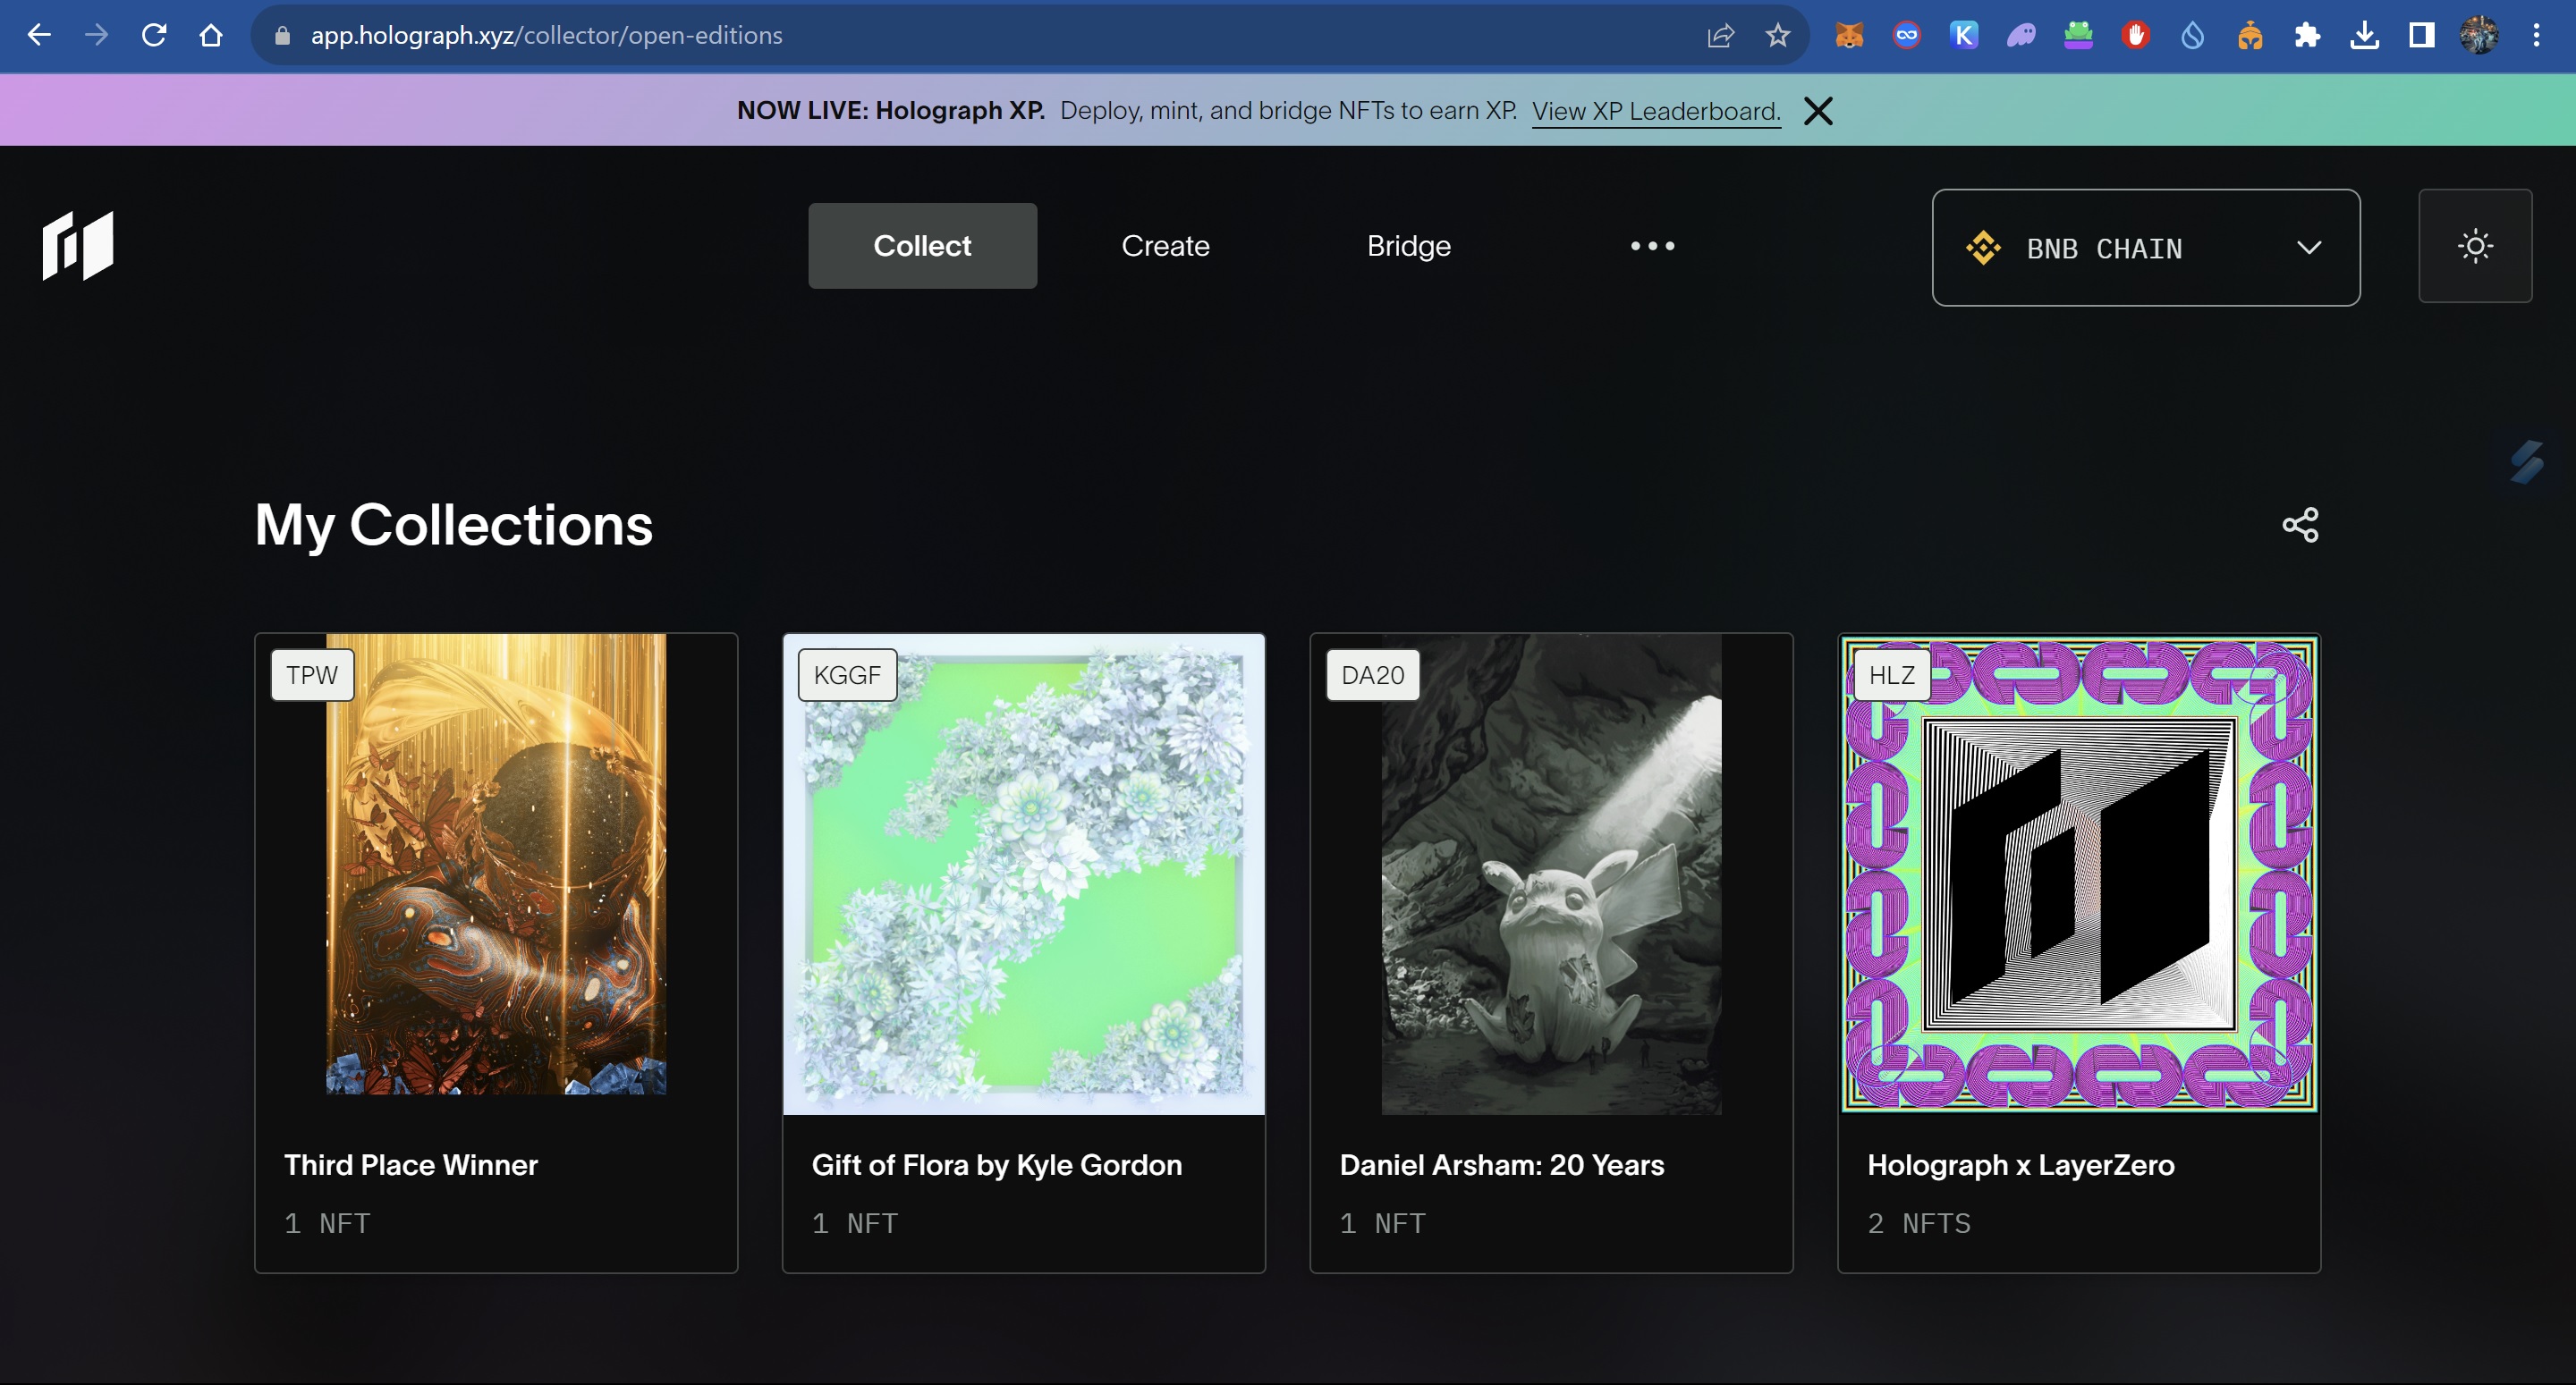 app.holograph.xyz/collector/open-editions
K
NOW LIVE: Holograph XP. Deploy, mint, and bridge NFTs to earn XP. View XP Leaderboard.
Collect Create Bridge
BNB CHAIN
My Collections
TPW KGGF DA20 HLZ
Third Place Winner Gift of Flora by Kyle Gordon Daniel Arsham: 20 Years Holograph x LayerZero
1 NFT 1 NFT 1 NFT 2 NFTS